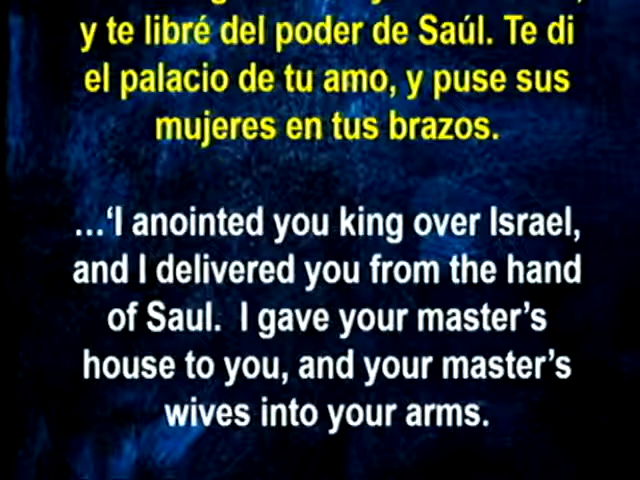 y te libré del poder de Saúl. Te di
el palacio de tu amo, y puse sus
mujeres en tus brazos.
…‘I anointed you king over Israel,
and I delivered you from the hand
of Saul.  I gave your master’s
house to you, and your master’s
wives into your arms.